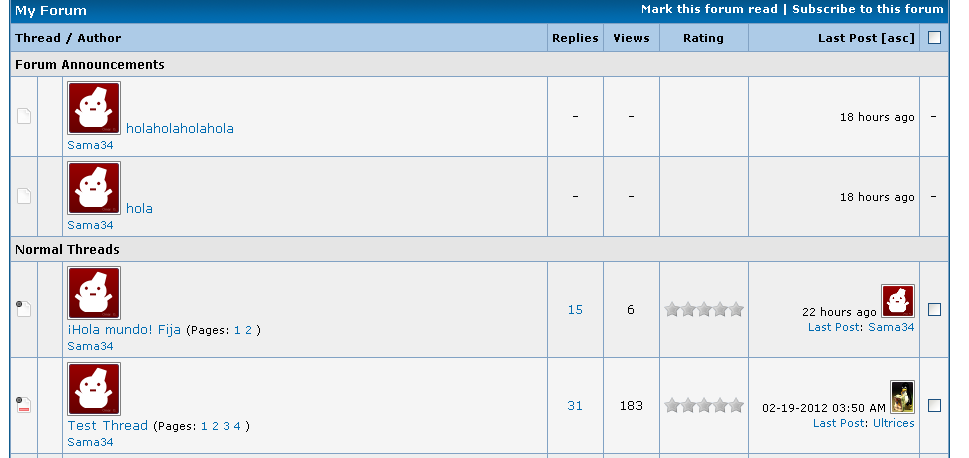 My Forum Mark this forum read | Subscribe to this forum
Thread / Author Replies Views Rating Last Post [asc]
Forum Announcements
holaholaholahola - - 18 hours ago -
Sama34
hola - - 18 hours ago -
Sama34
Normal Threads
¡Hola mundo! Fija (Pages: 1 2 ) 15 6 22 hours ago
Sama34 Last Post: Sama34
Test Thread (Pages: 1 2 3 4 ) 31 183 02-19-2012 03:50 AM
Sama34 Last Post: Ultrices